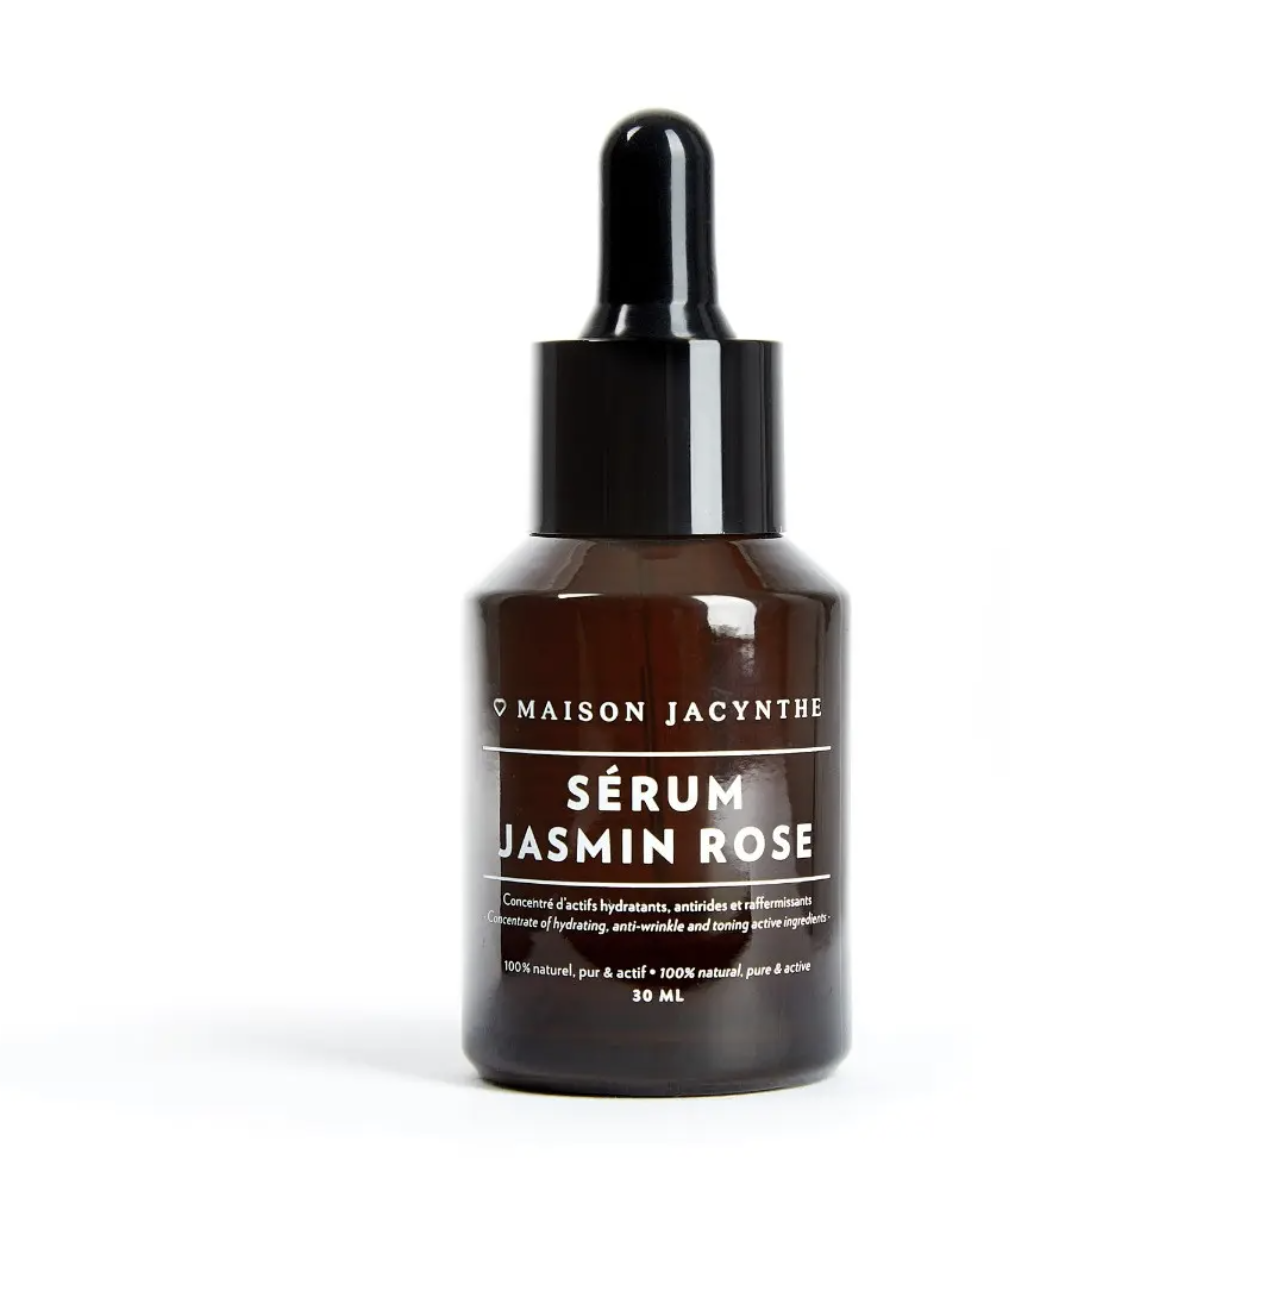 MAISON JACYNTHE
SÉRUM
JASMIN ROSE
Concentré d'actifs hydratants, antirides et raffermissants
Concentrate of hydrating, anti-wrinkle and toning active ingredients -
100% naturel, pur & actif • 100% natural, pure & active
30 ML